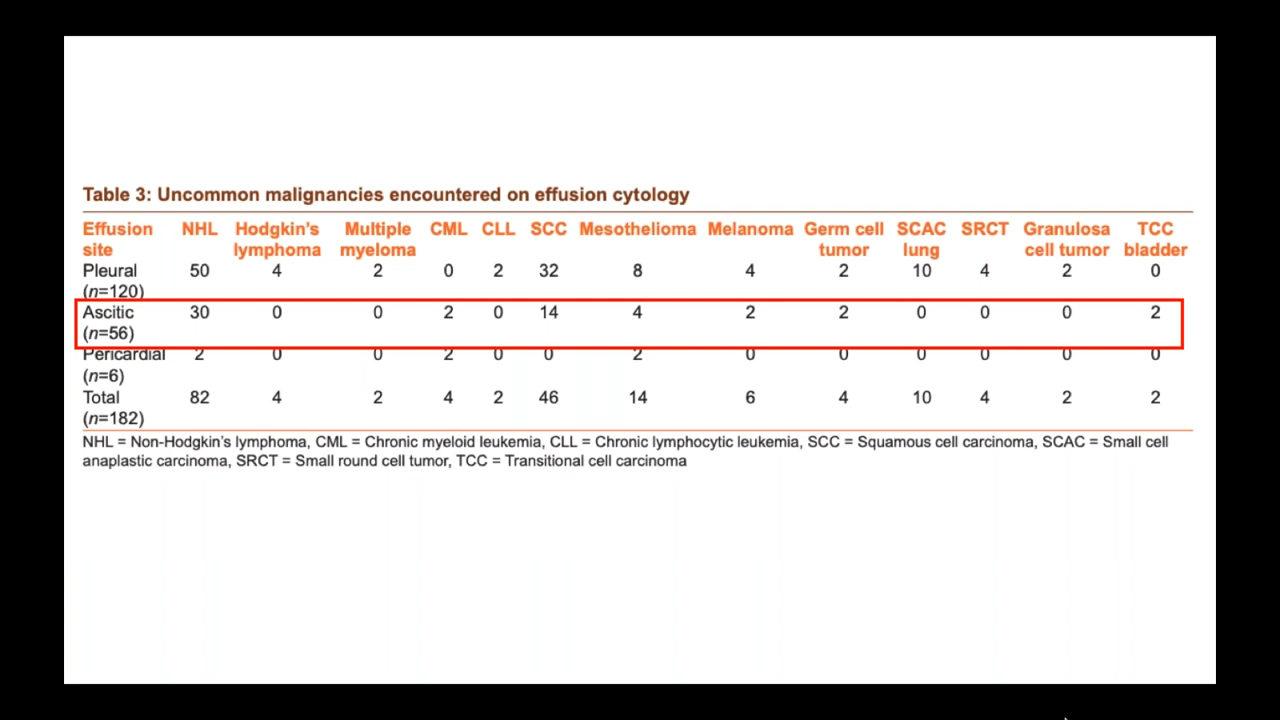 Table 3: Uncommon malignancies encountered on effusion cytology
Effusion NHL Hodgkin's Multiple CML CLL SCC Mesothelioma Melanoma Germ cell SCAC SRCT Granulosa TCC
site lymphoma myeloma tumor lung cell tumor bladder
Pleural 50 4 2 0 2 32 8 4 2 10 4 2 0
(n=120)
Ascitic 30 0 0 2 0 14 4 2 2 0 0 0 2
(n=56)
Pericardial 2 0 0 2 0 0 2 0 0 0 0 0 0
(n=6)
Total 82 4 2 4 2 46 14 6 4 10 4 2 2
(n=182)
NHL = Non-Hodgkin's lymphoma, CML = Chronic myeloid leukemia, CLL = Chronic lymphocytic leukemia, SCC = Squamous cell carcinoma, SCAC = Small cell
anaplastic carcinoma, SRCT = Small round cell tumor, TCC = Transitional cell carcinoma